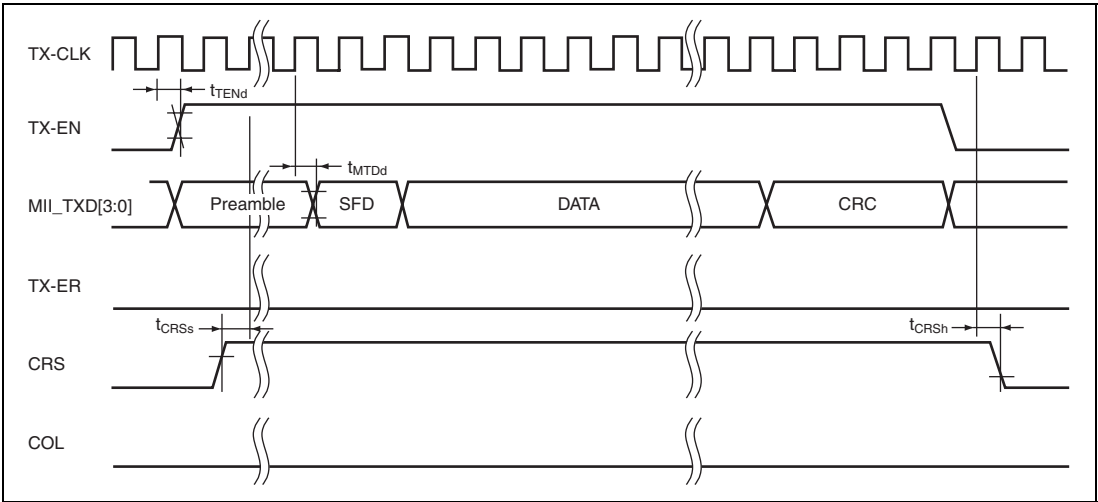 TX-CLK
tTENd
TX-EN
tMTDd
MII_TXD[3:0] Preamble SFD DATA CRC
TX-ER
tCRSs tCRSh
CRS
COL